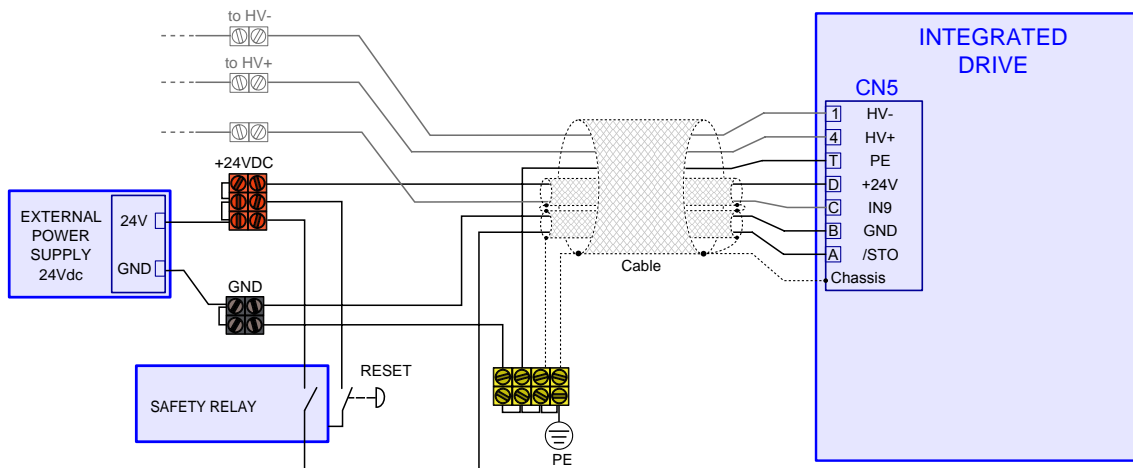 to HV-
to HV+
+24VDC
EXTERNAL
POWER
SUPPLY
24Vdc
24V
GND
GND
SAFETY RELAY
RESET
PE
Cable
INTEGRATED
DRIVE
CN5
1 HV-
4 HV+
T PE
D +24V
C IN9
B GND
A /STO
Chassis